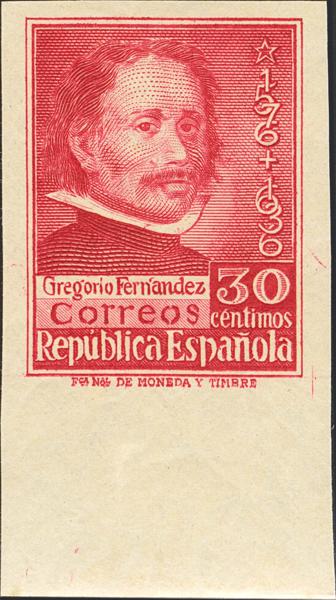 ☆1576+1636
Gregorio Fernandez
30
Correos
céntimos
República Española
Fca Nal DE MONEDA Y TIMBRE